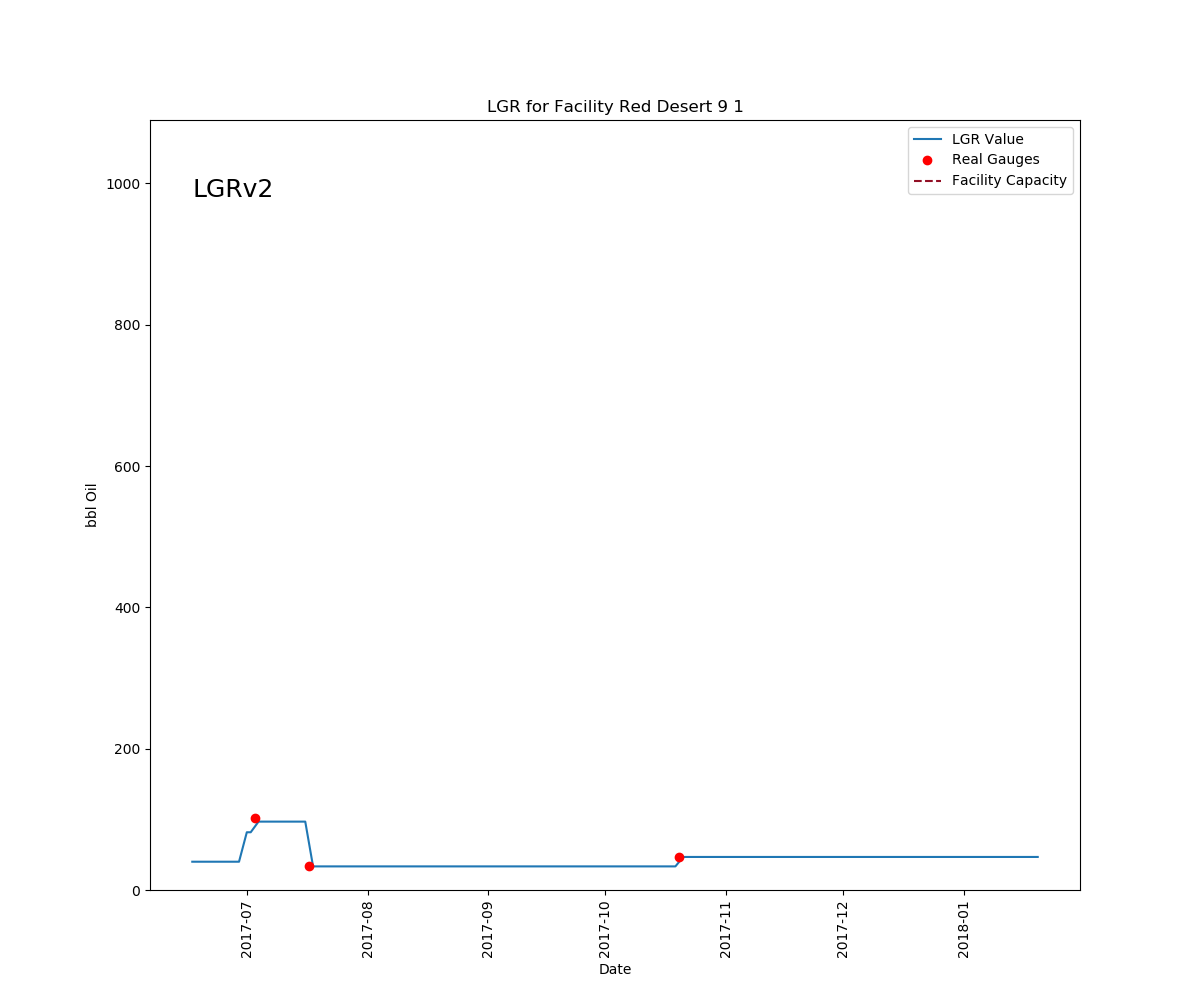 LGR for Facility Red Desert 9 1
LGRv2
LGR Value
Real Gauges
Facility Capacity
1000
800
600
400
200
0
bbl Oil
2017-07
2017-08
2017-09
2017-10
2017-11
2017-12
2018-01
Date